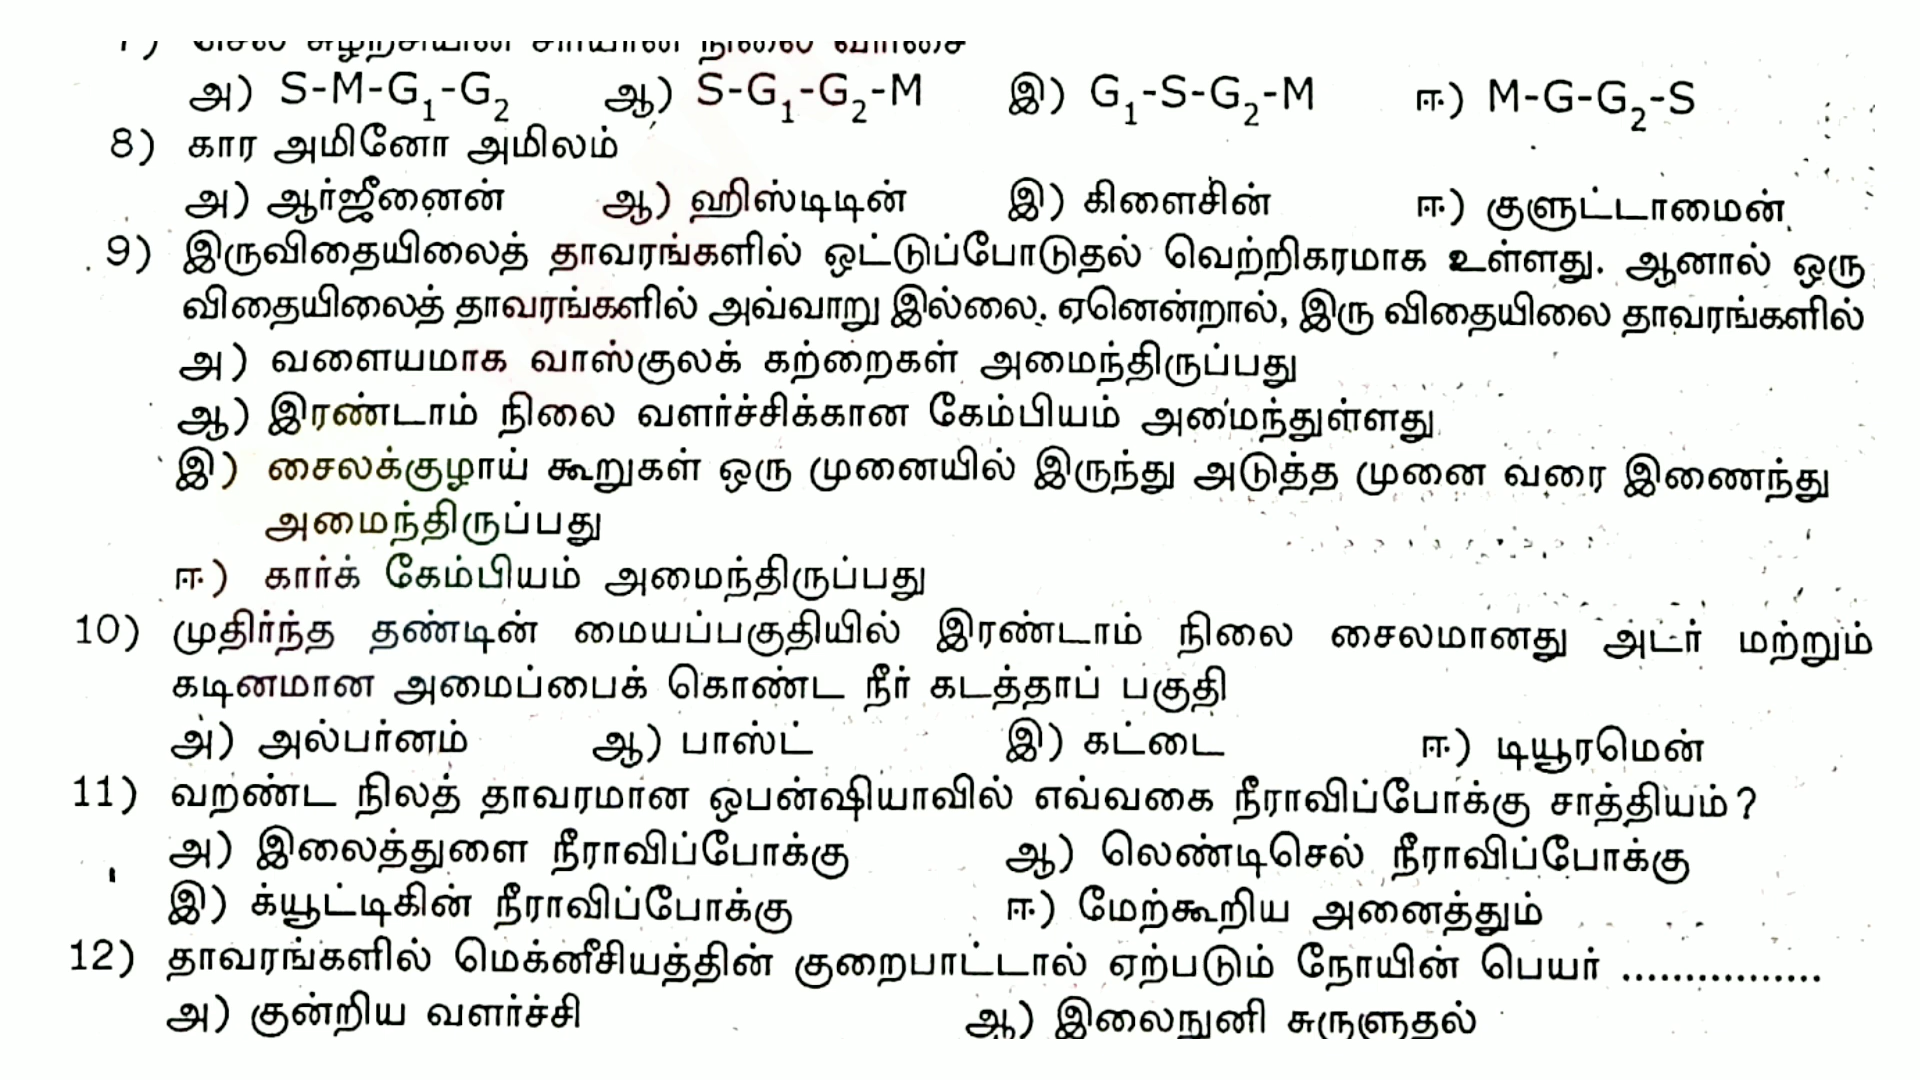 7) செல் சுழற்சியின் சரியான நிலை வரிசை
அ) S-M-G₁-G₂ ஆ) S-G₁-G₂-M இ) G₁-S-G₂-M ஈ) M-G-G₂-S
8) கார அமினோ அமிலம்
அ) ஆர்ஜீனைன் ஆ) ஹிஸ்டிடின் இ) கிளைசின் ஈ) குளுட்டாமைன்
9) இருவிதையிலைத் தாவரங்களில் ஒட்டுப்போடுதல் வெற்றிகரமாக உள்ளது. ஆனால் ஒரு
விதையிலைத் தாவரங்களில் அவ்வாறு இல்லை. ஏனென்றால், இரு விதையிலை தாவரங்களில்
அ) வளையமாக வாஸ்குலக் கற்றைகள் அமைந்திருப்பது
ஆ) இரண்டாம் நிலை வளர்ச்சிக்கான கேம்பியம் அமைந்துள்ளது
இ) சைலக்குழாய் கூறுகள் ஒரு முனையில் இருந்து அடுத்த முனை வரை இணைந்து
அமைந்திருப்பது
ஈ) கார்க் கேம்பியம் அமைந்திருப்பது
10) முதிர்ந்த தண்டின் மையப்பகுதியில் இரண்டாம் நிலை சைலமானது அடர் மற்றும்
கடினமான அமைப்பைக் கொண்ட நீர் கடத்தாப் பகுதி
அ) அல்பர்னம் ஆ) பாஸ்ட் இ) கட்டை ஈ) டியூரமென்
11) வறண்ட நிலத் தாவரமான ஒபன்ஷியாவில் எவ்வகை நீராவிப்போக்கு சாத்தியம்?
அ) இலைத்துளை நீராவிப்போக்கு ஆ) லெண்டிசெல் நீராவிப்போக்கு
இ) க்யூட்டிகின் நீராவிப்போக்கு ஈ) மேற்கூறிய அனைத்தும்
12) தாவரங்களில் மெக்னீசியத்தின் குறைபாட்டால் ஏற்படும் நோயின் பெயர் ................
அ) குன்றிய வளர்ச்சி ஆ) இலைநுனி சுருளுதல்